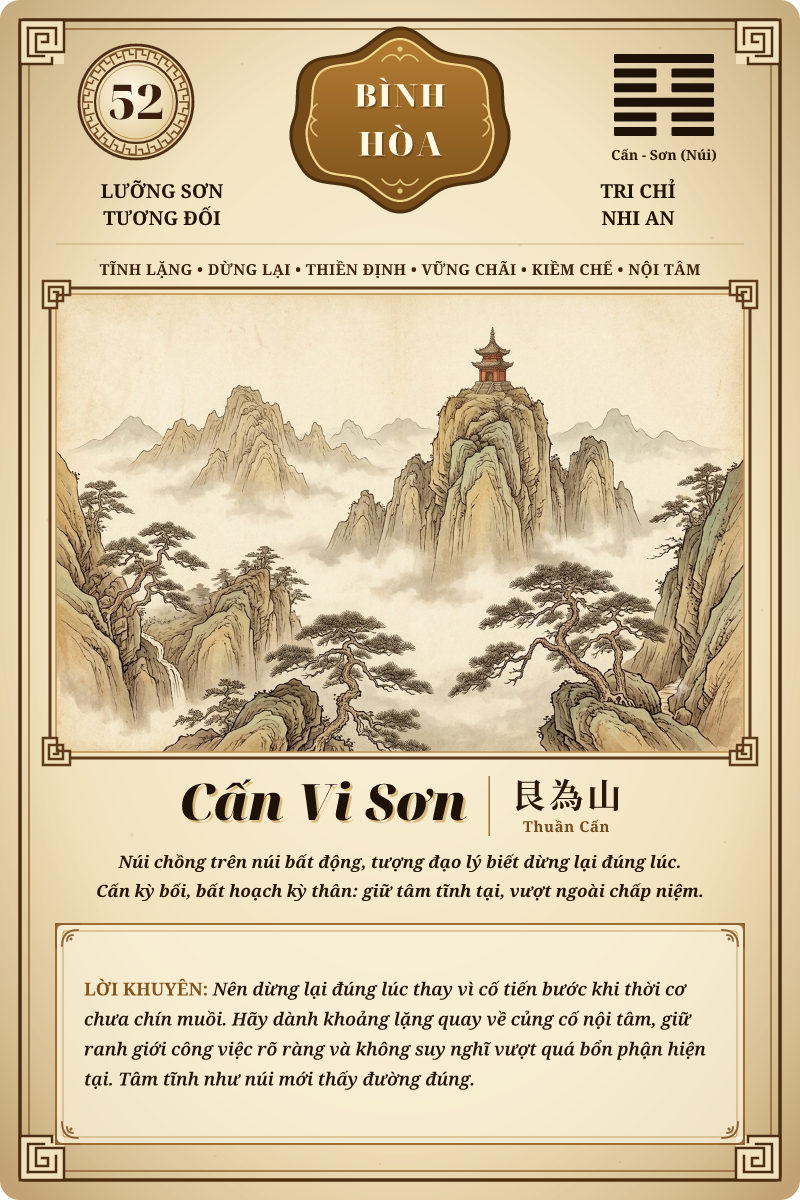 52
BÌNH
HÒA
Cấn - Sơn (Núi)
LƯỠNG SƠN
TƯƠNG ĐỐI
TRI CHỈ
NHI AN
TĨNH LẶNG • DỪNG LẠI • THIỀN ĐỊNH • VỮNG CHÃI • KIỀM CHẾ • NỘI TÂM
Cấn Vi Sơn
艮為山
Thuần Cấn
Núi chồng trên núi bất động, tượng đạo lý biết dừng lại đúng lúc.
Cấn kỳ bối, bất hoạch kỳ thân: giữ tâm tĩnh tại, vượt ngoài chấp niệm.
LỜI KHUYÊN: Nên dừng lại đúng lúc thay vì cố tiến bước khi thời cơ
chưa chín muồi. Hãy dành khoảng lặng quay về củng cố nội tâm, giữ
ranh giới công việc rõ ràng và không suy nghĩ vượt quá bổn phận hiện
tại. Tâm tĩnh như núi mới thấy đường đúng.